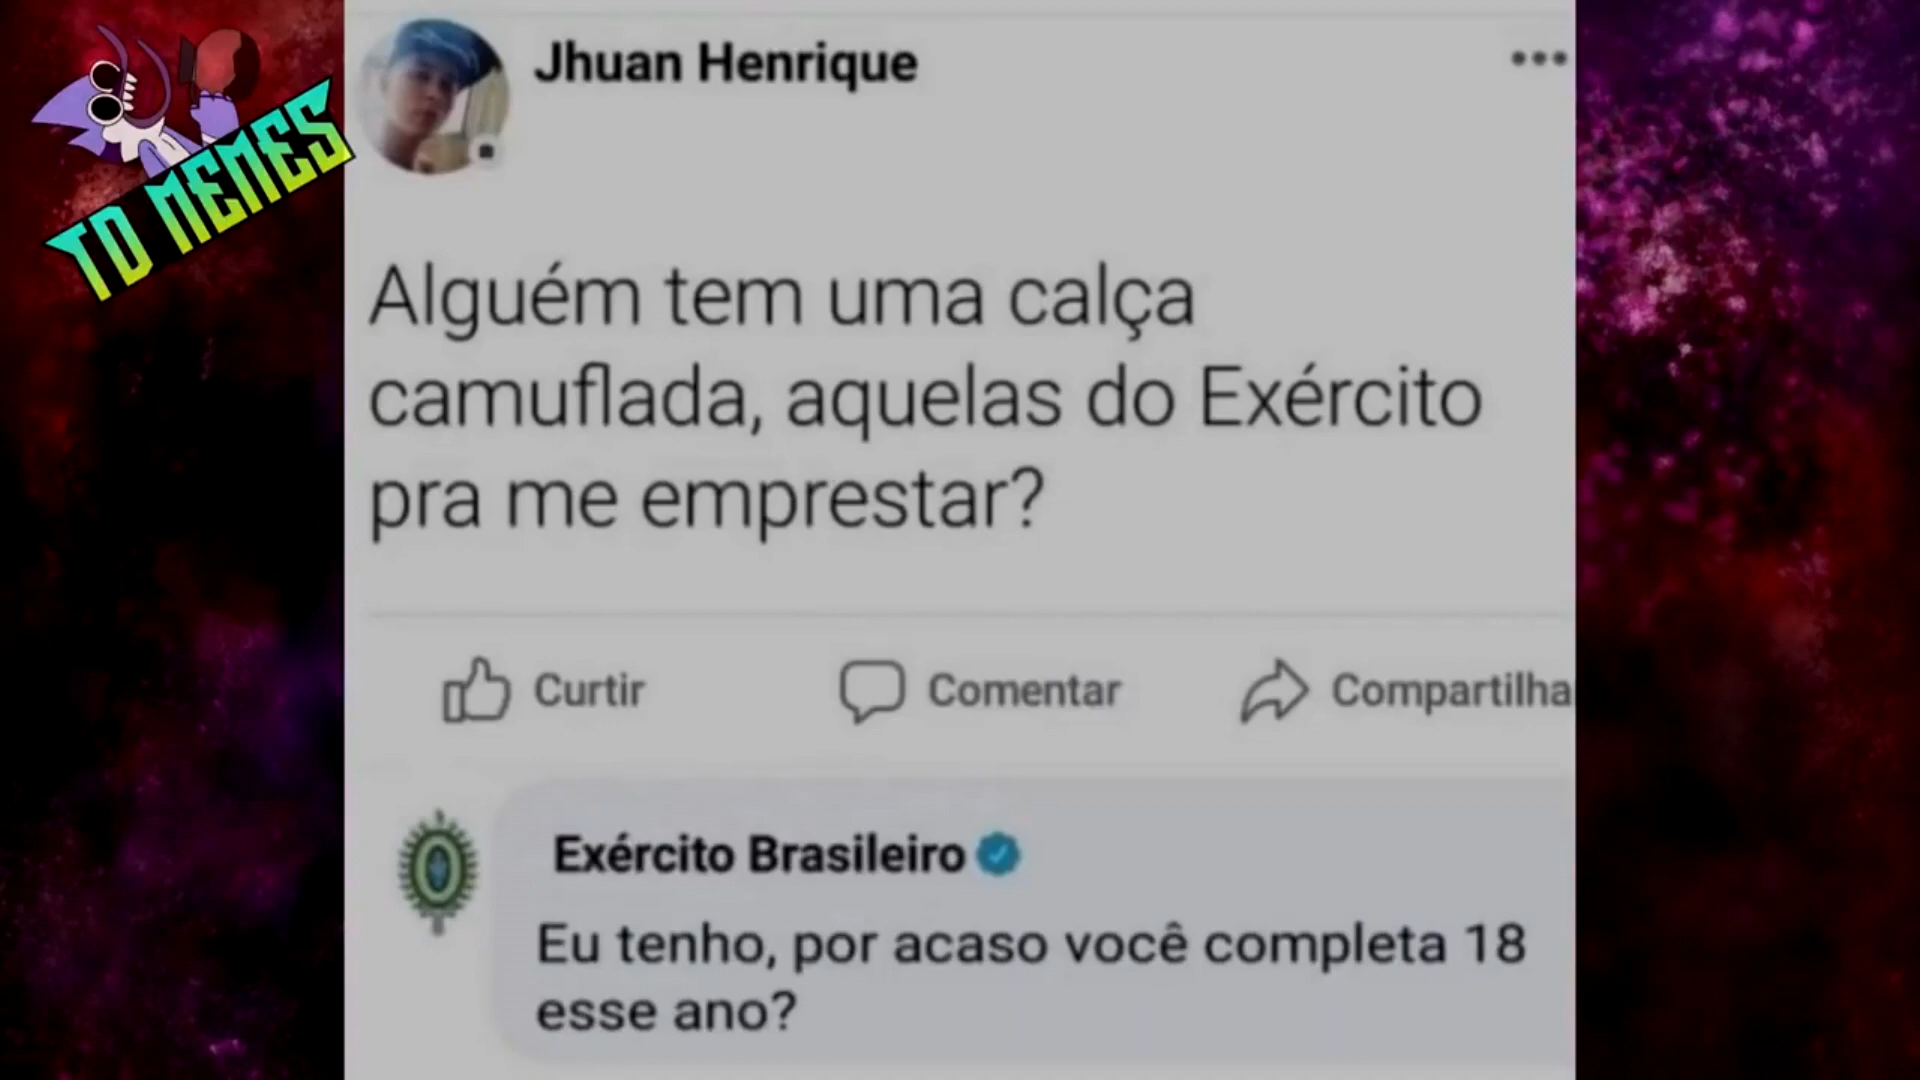 TD MEMES
Jhuan Henrique
Alguém tem uma calça
camuflada, aquelas do Exército
pra me emprestar?
Curtir
Comentar
Compartilha
Exército Brasileiro
Eu tenho, por acaso você completa 18
esse ano?